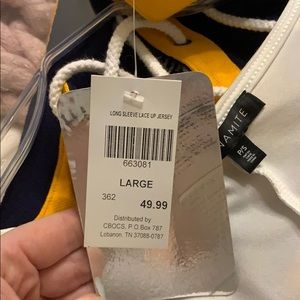 LONG SLEEVE LACE UP JERSEY
663081
LARGE
362
49.99
Distributed by
CBOCS, P.O.Box 787
Lebanon, TN 37088-0787
NAMITE
P/S